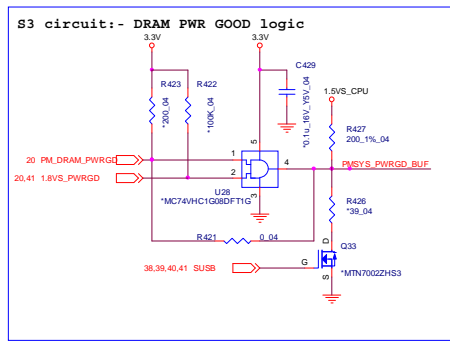 S3 circuit:- DRAM PWR GOOD logic
3.3V
3.3V
C429
*0.1u_16V_Y5V_04
1.5VS_CPU
R423
*200_04
R422
*100K_04
R427
200_1%_04
5
20 PM_DRAM_PWRGD
1
4
PMSYS_PWRGD_BUF
20,41 1.8VS_PWRGD
2
3
U28
*MC74VHC1G08DFT1G
R426
*39_04
R421
0_04
D
Q33
38,39,40,41 SUSB
G
*MTN7002ZHS3
S